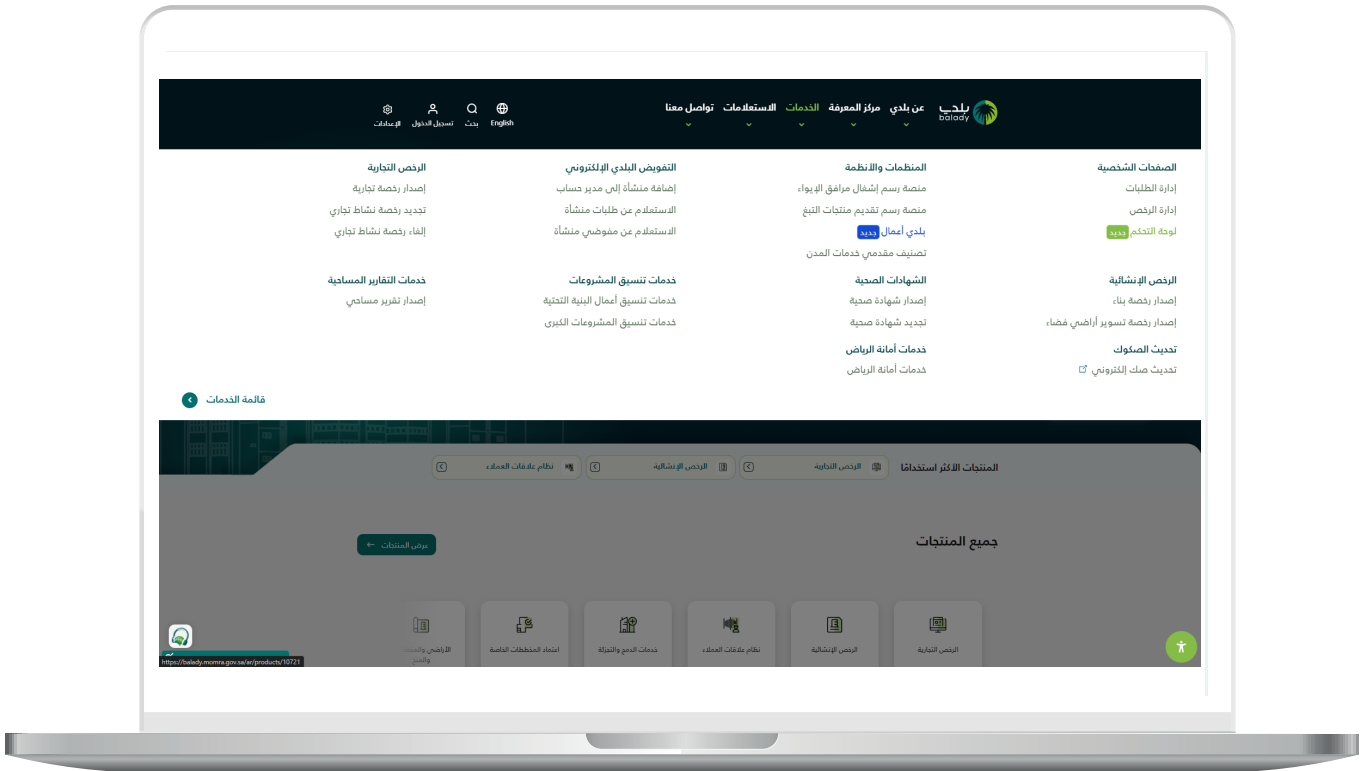 بلدي
balady
عن بلدي
مركز المعرفة
الخدمات
الاستعلامات
تواصل معنا
English
بحث
تسجيل الدخول
الإعدادات
الصفحات الشخصية
إدارة الطلبات
إدارة الرخص
لوحة التحكم جديد
المنظمات والأنظمة
منصة رسم إشغال مرافق الإيواء
منصة رسم تقديم منتجات التبغ
بلدي أعمال جديد
تصنيف مقدمي خدمات المدن
التفويض البلدي الإلكتروني
إضافة منشأة إلى مدير حساب
الاستعلام عن طلبات منشأة
الاستعلام عن مفوضي منشأة
الرخص التجارية
إصدار رخصة تجارية
تجديد رخصة نشاط تجاري
إلغاء رخصة نشاط تجاري
الرخص الإنشائية
إصدار رخصة بناء
إصدار رخصة تسوير أراضي فضاء
الشهادات الصحية
إصدار شهادة صحية
تجديد شهادة صحية
خدمات تنسيق المشروعات
خدمات تنسيق أعمال البنية التحتية
خدمات تنسيق المشروعات الكبرى
خدمات التقارير المساحية
إصدار تقرير مساحي
تحديث الصكوك
تحديث صك إلكتروني
خدمات أمانة الرياض
خدمات أمانة الرياض
قائمة الخدمات
المنتجات الأكثر استخدامًا
الرخص التجارية
الرخص الإنشائية
نظام علاقات العملاء
جميع المنتجات
عرض المنتجات
الرخص التجارية
الرخص الإنشائية
نظام علاقات العملاء
خدمات الدمج والتجزئة
اعتماد المخططات الخاصة
الأراضي
https://balady.momra.gov.sa/ar/products/10721